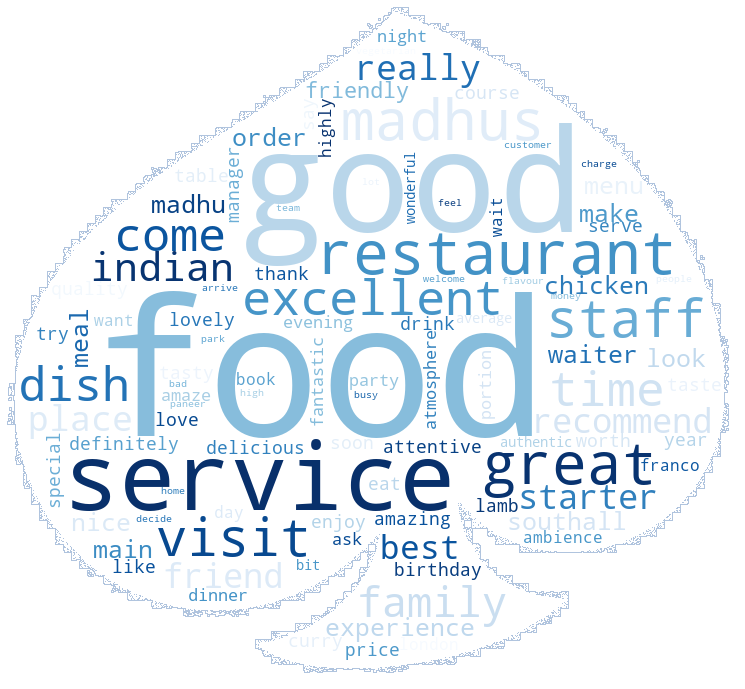 night
really
friendly course
madhus
highly
order
customer
good
charge
table
manager
wonderful
lot
menu
madhu
team
feel
wait
make
serve
come
restaurant
indian
thank
welcome flavour people
chicken
quality
arrive
excellent
money
staff
want lovely evening drink average
try
meal
park
atmosphere
waiter look
food
tasty
book
party
portion
time taste
dish
bad
amaze
paneer
high
busy
fantastic
place
love
recommend
definitely delicious soon attentive authentic worth year
special
service
eat
great
franco
home
lamb starter
nice
decide
day
enjoy
amazing
southall
visit
ask
best
ambience
main
like
friend
bit
birthday
dinner
family
experience
curry london
price